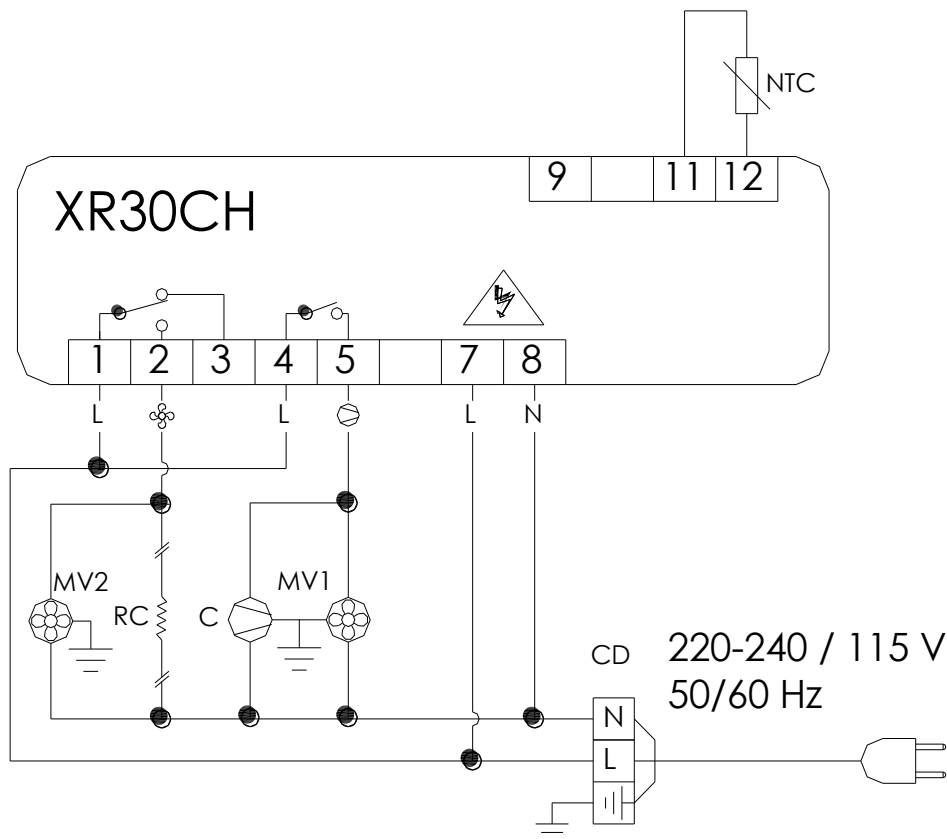 NTC
9 11 12
XR30CH
1 2 3 4 5 7 8
L L L N
MV2 RC C MV1
CD 220-240 / 115 V
50/60 Hz
N
L